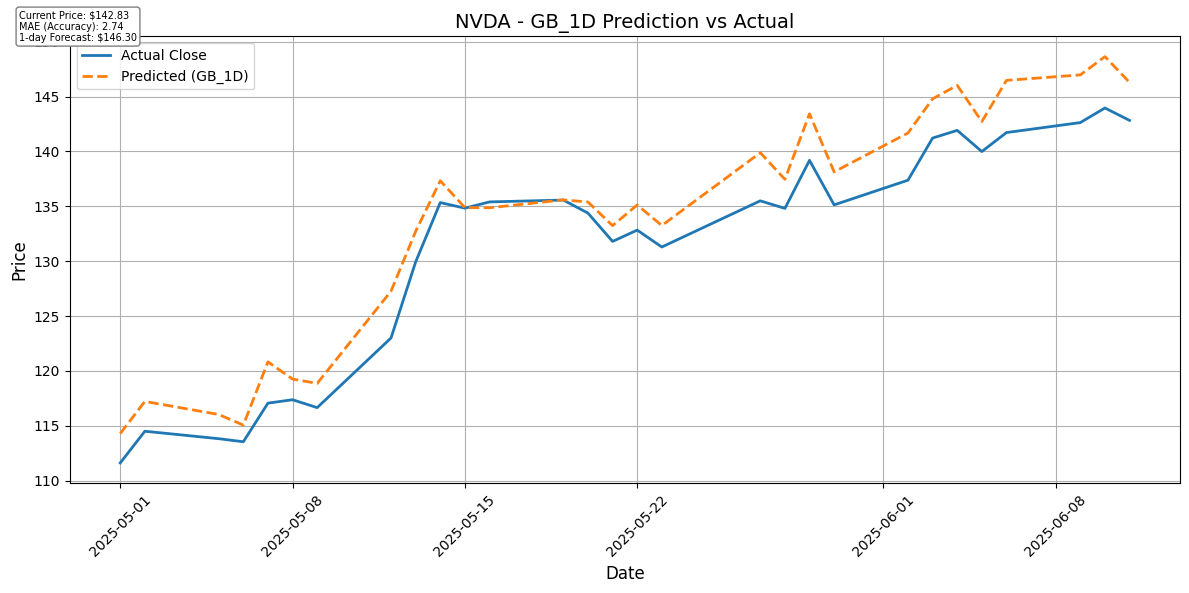 Current Price: $142.83
MAE (Accuracy): 2.74
1-day Forecast: $146.30
NVDA - GB_1D Prediction vs Actual
Actual Close
Predicted (GB_1D)
145
140
135
130
125
120
115
110
Price
2025-05-01
2025-05-08
2025-05-15
2025-05-22
2025-06-01
2025-06-08
Date